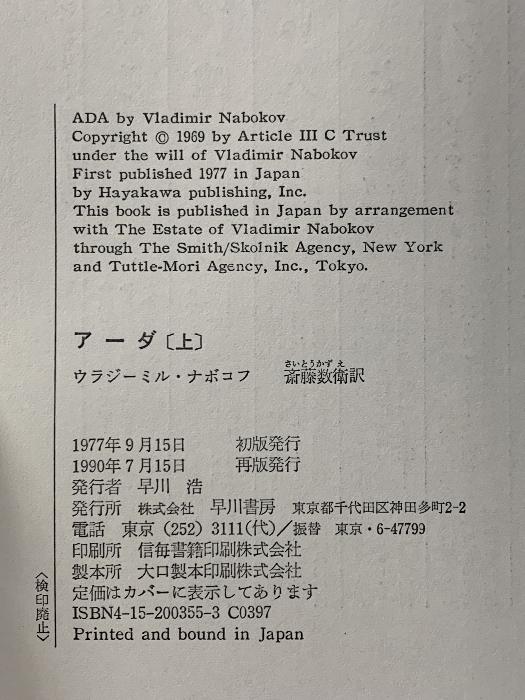 ADA by Vladimir Nabokov
Copyright © 1969 by Article III C Trust
under the will of Vladimir Nabokov
First published 1977 in Japan
by Hayakawa publishing, Inc.
This book is published in Japan by arrangement
with The Estate of Vladimir Nabokov
through The Smith/Skolnik Agency, New York
and Tuttle-Mori Agency, Inc., Tokyo.
アーダ〔上〕
さいとうかずえ
ウラジーミル・ナボコフ 斎藤数衛訳
1977年9月15日 初版発行
1990年7月15日 再版発行
発行者 早川 浩
発行所 株式会社 早川書房 東京都千代田区神田多町2-2
電話 東京(252)3111(代)/振替 東京・6-47799
印刷所 信毎書籍印刷株式会社
製本所 大口製本印刷株式会社
定価はカバーに表示してあります
ISBN4-15-200355-3 C0397
Printed and bound in Japan
〈検印廃止〉